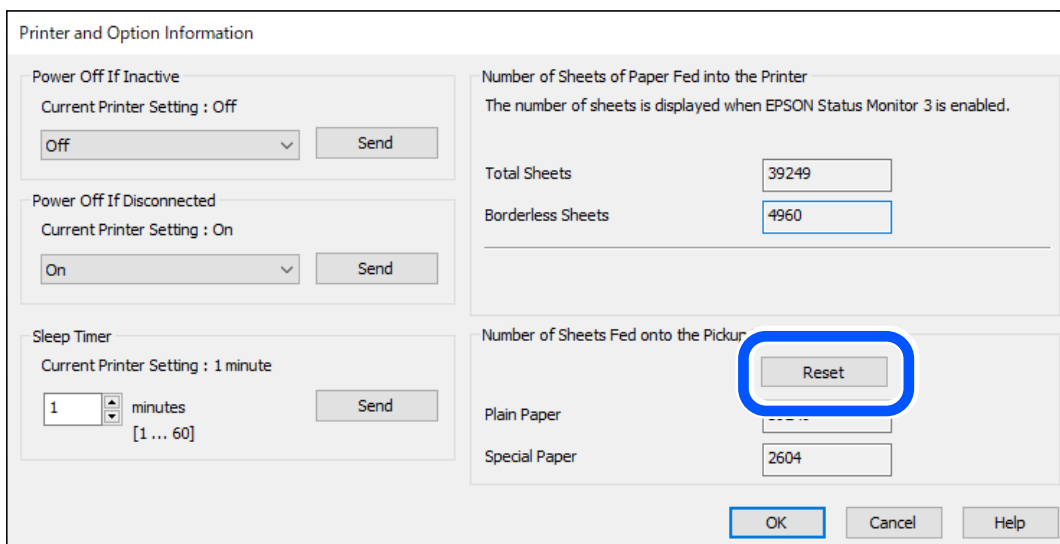 Printer and Option Information
Power Off If Inactive
Current Printer Setting : Off
Off
Send
Power Off If Disconnected
Current Printer Setting : On
On
Send
Sleep Timer
Current Printer Setting : 1 minute
1
minutes
Send
[1 ... 60]
Number of Sheets of Paper Fed into the Printer
The number of sheets is displayed when EPSON Status Monitor 3 is enabled.
Total Sheets
39249
Borderless Sheets
4960
Number of Sheets Fed onto the Pickup
Reset
Plain Paper
Special Paper
2604
OK
Cancel
Help